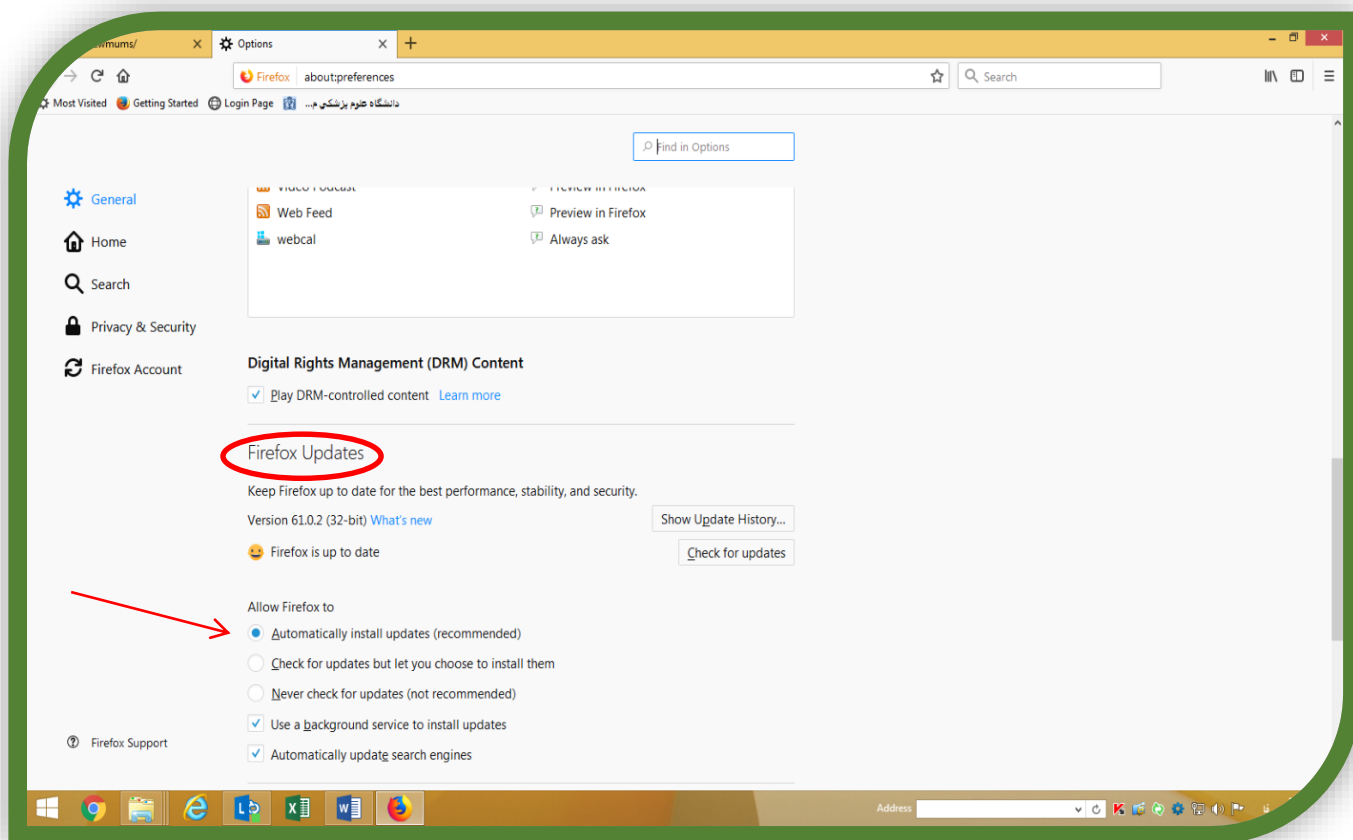 Options
Firefox about:preferences
Search
Most Visited Getting Started Login Page دانشگاه علوم پزشکی م...
Find in Options
General
Home
Search
Privacy & Security
Firefox Account
Firefox Support
Web Feed Preview in Firefox
webcal Always ask
Digital Rights Management (DRM) Content
Play DRM-controlled content Learn more
Firefox Updates
Keep Firefox up to date for the best performance, stability, and security.
Version 61.0.2 (32-bit) What's new Show Update History...
Firefox is up to date Check for updates
Allow Firefox to
Automatically install updates (recommended)
Check for updates but let you choose to install them
Never check for updates (not recommended)
Use a background service to install updates
Automatically update search engines
Address